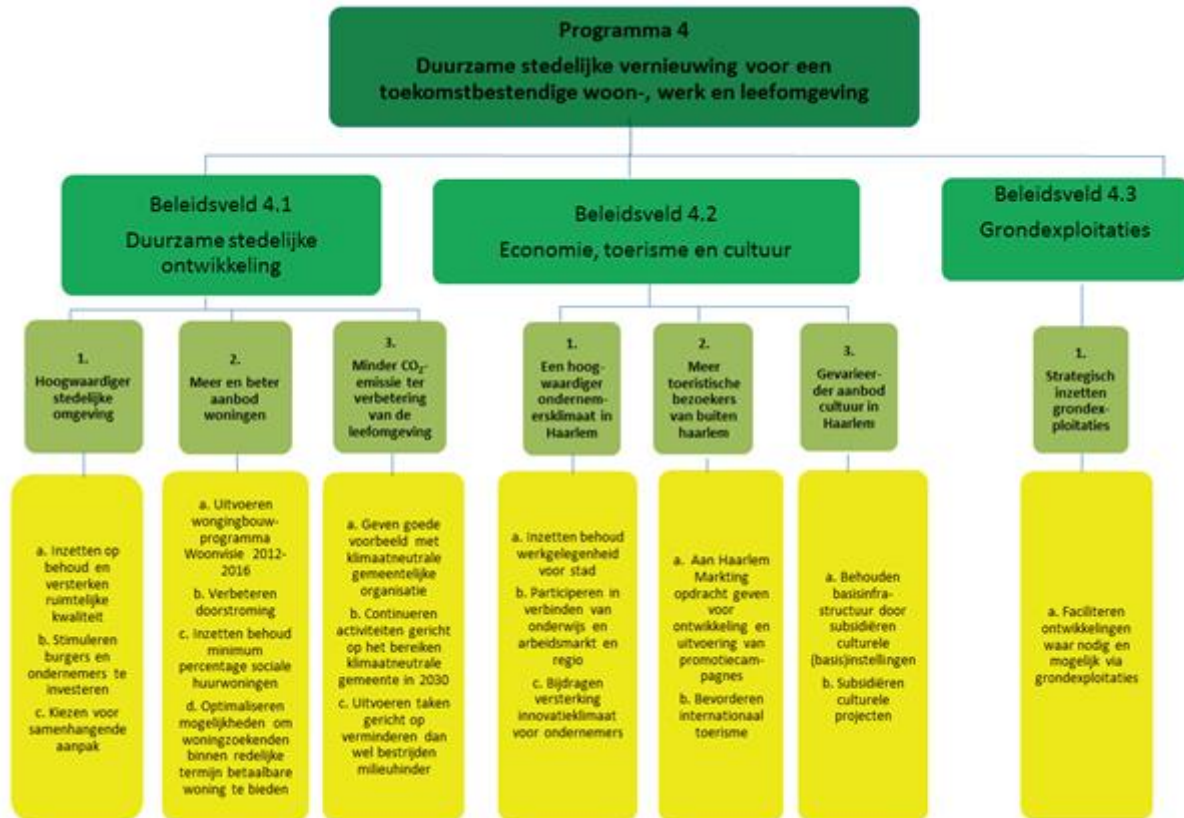 Programma 4
Duurzame stedelijke vernieuwing voor een
toekomstbestendige woon-, werk en leefomgeving
Beleidsveld 4.1
Duurzame stedelijke
ontwikkeling
Beleidsveld 4.2
Economie, toerisme en cultuur
Beleidsveld 4.3
Grondexploitaties
1.
Hoogwaardiger
stedelijke
omgeving
2.
Meer en beter
aanbod
woningen
3.
Minder CO₂-
emissie ter
verbetering
van de
leefomgeving
1.
Een hoog-
waardiger
ondernem-
ersklimaat in
Haarlem
2.
Meer
toeristische
bezoekers
van buiten
haarlem
3.
Gevarieer-
der aanbod
cultuur in
Haarlem
1.
Strategisch
inzetten
grondex-
ploitaties
a. Inzetten op
behoud en
versterken
ruimtelijke
kwaliteit
b. Stimuleren
burgers en
ondernemers te
investeren
c. Kiezen voor
samenhangende
aanpak
a. Uitvoeren
wongingbouw-
programma
Woonvisie 2012-
2016
b. Verbeteren
doorstroming
c. Inzetten behoud
minimum
percentage sociale
huurwoningen
d. Optimaliseren
mogelijkheden om
woningzoekenden
binnen redelijke
termijn betaalbare
woning te bieden
a. Geven goede
voorbeeld met
klimaatneutrale
gemeentelijke
organisatie
b. Continueren
activiteiten gericht
op het bereiken
klimaatneutrale
gemeente in 2030
c. Uitvoeren taken
gericht op
verminderen dan
wel bestrijden
milieuhinder
a. Inzetten behoud
werkgelegenheid
voor stad
b. Participeren in
verbinden van
onderwijs en
arbeidsmarkt en
regio
c. Bijdragen
versterking
innovatieklimaat
voor ondernemers
a. Aan Haarlem
Markting
opdracht geven
voor
ontwikkeling en
uitvoering van
promotiecam-
pagnes
b. Bevorderen
internationaal
toerisme
a. Behouden
basisinfra-
structuur door
subsidiëren
culturele
(basis)instellingen
b. Subsidiëren
culturele
projecten
a. Faciliteren
ontwikkelingen
waar nodig en
mogelijk via
grondexploitaties